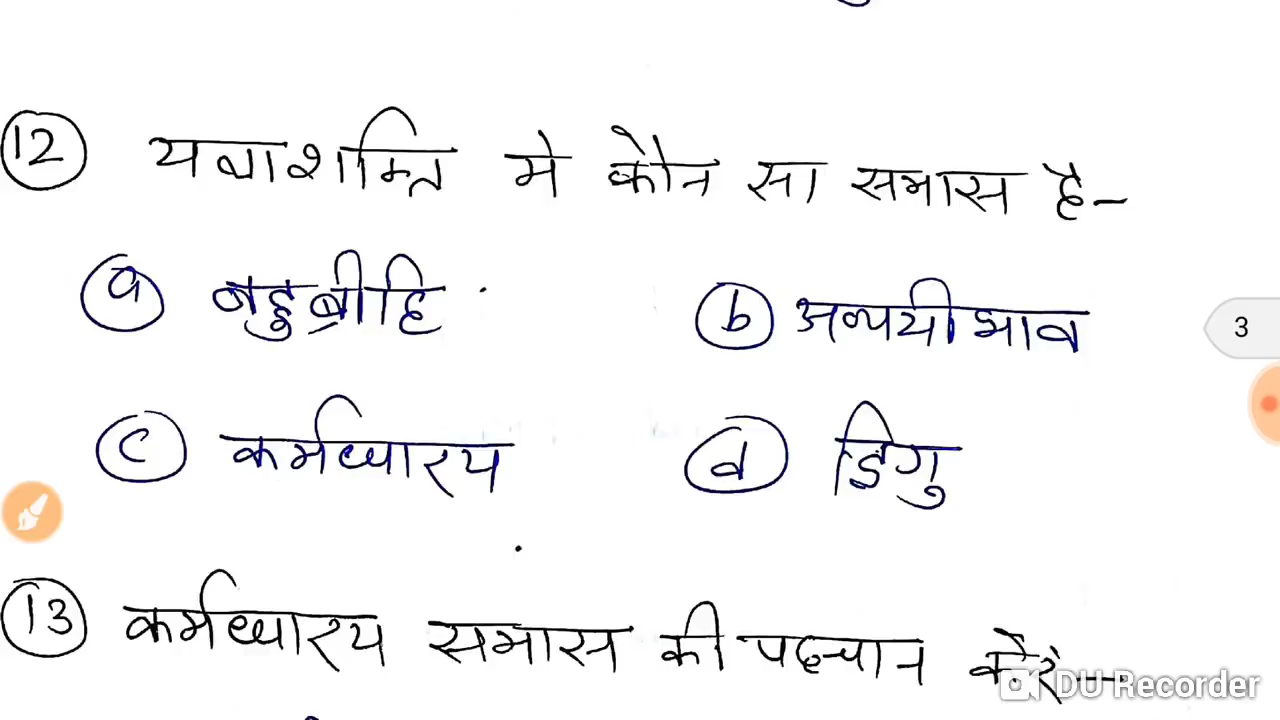 12 यथाशक्ति मे कौन सा समास है-
a बहुब्रीहि b अव्ययीभाव
3
c कर्मधारय d द्विगु
13 कर्मधारय समास की पहचान करें-
DU Recorder